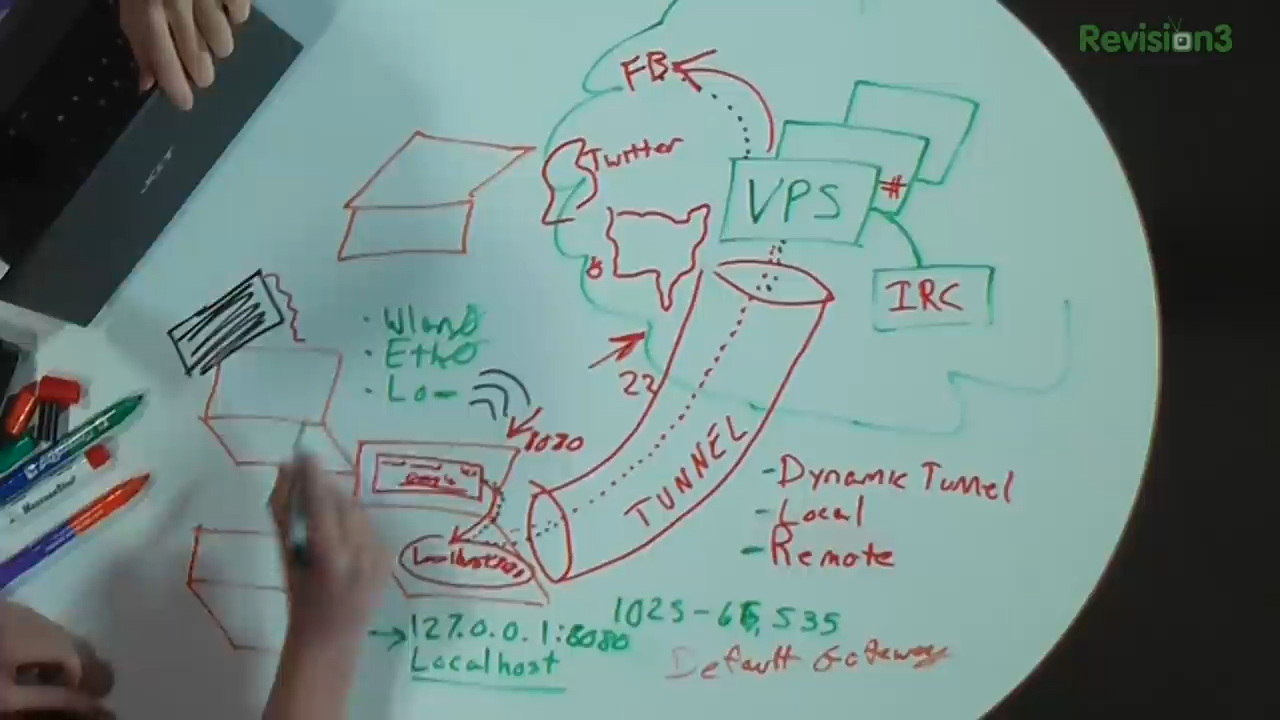 Revision3
FB
Twitter
VPS
#
IRC
acer
Wlan0
Eth0
Lo
22
TUNNEL
- Dynamic Tunnel
- Local
- Remote
127.0.0.1:8080
Localhost
1025-65,535
Default Gateway